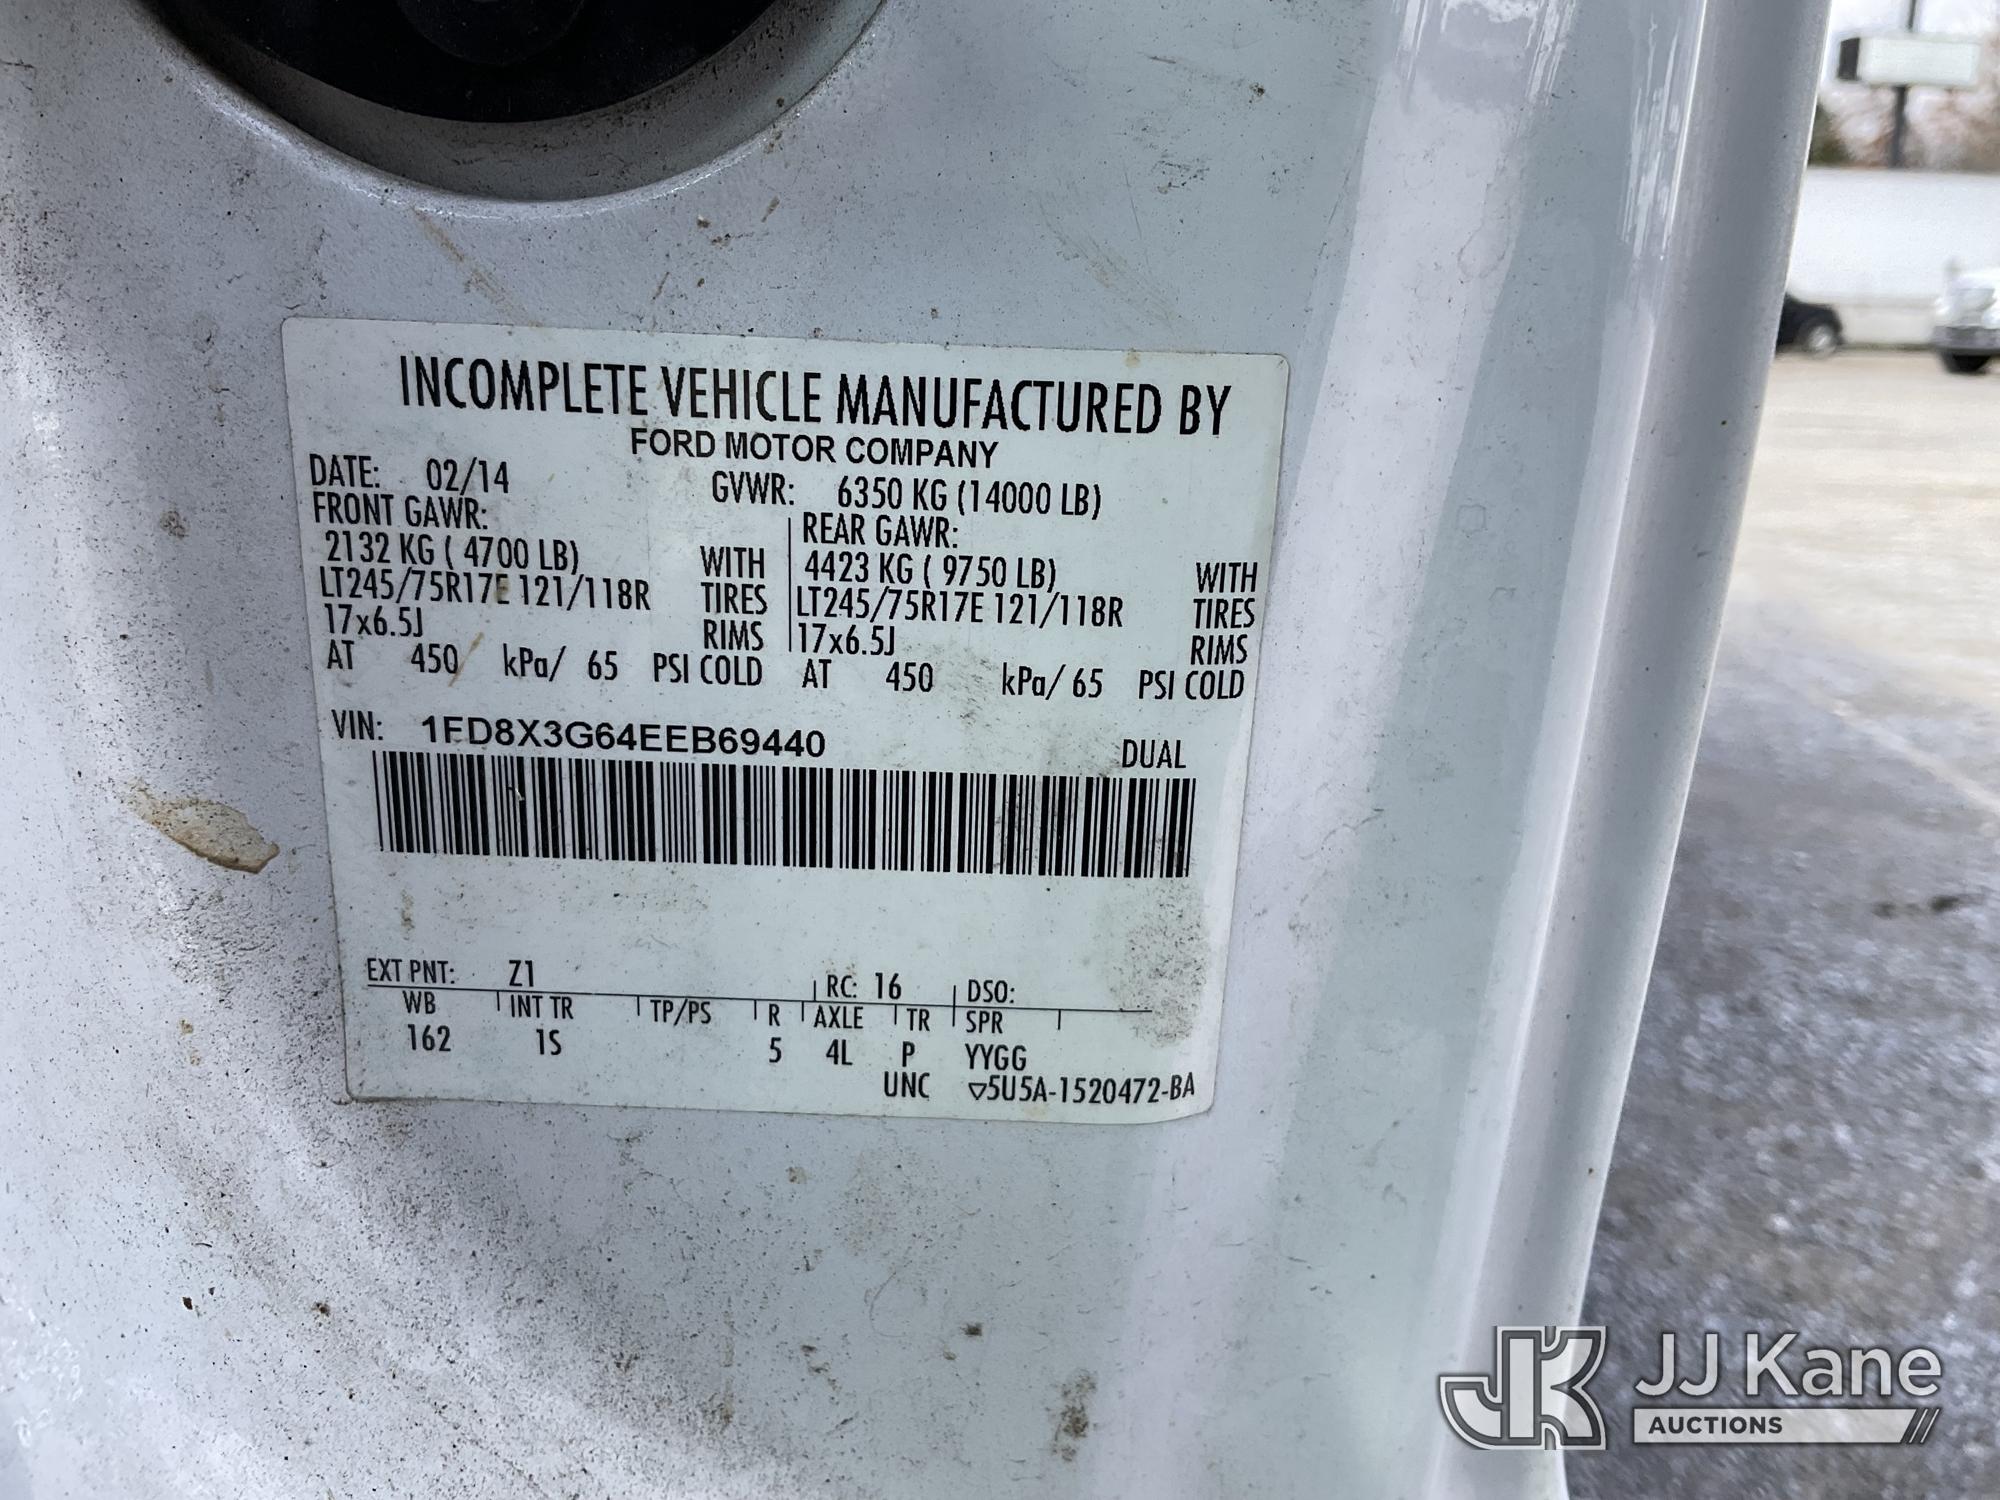 INCOMPLETE VEHICLE MANUFACTURED BY
FORD MOTOR COMPANY
DATE: 02/14 GVWR: 6350 KG (14000 LB)
FRONT GAWR: REAR GAWR:
2132 KG ( 4700 LB) WITH 4423 KG ( 9750 LB) WITH
LT245/75R17E 121/118R TIRES LT245/75R17E 121/118R TIRES
17x6.5J RIMS 17x6.5J RIMS
AT 450 kPa/ 65 PSI COLD AT 450 kPa/ 65 PSI COLD
VIN: 1FD8X3G64EEB69440 DUAL
EXT PNT: Z1 RC: 16 DSO:
WB INT TR TP/PS R AXLE TR SPR
162 1S 5 4L P YYGG
UNC ▽5U5A-1520472-BA
JK JJ Kane
AUCTIONS